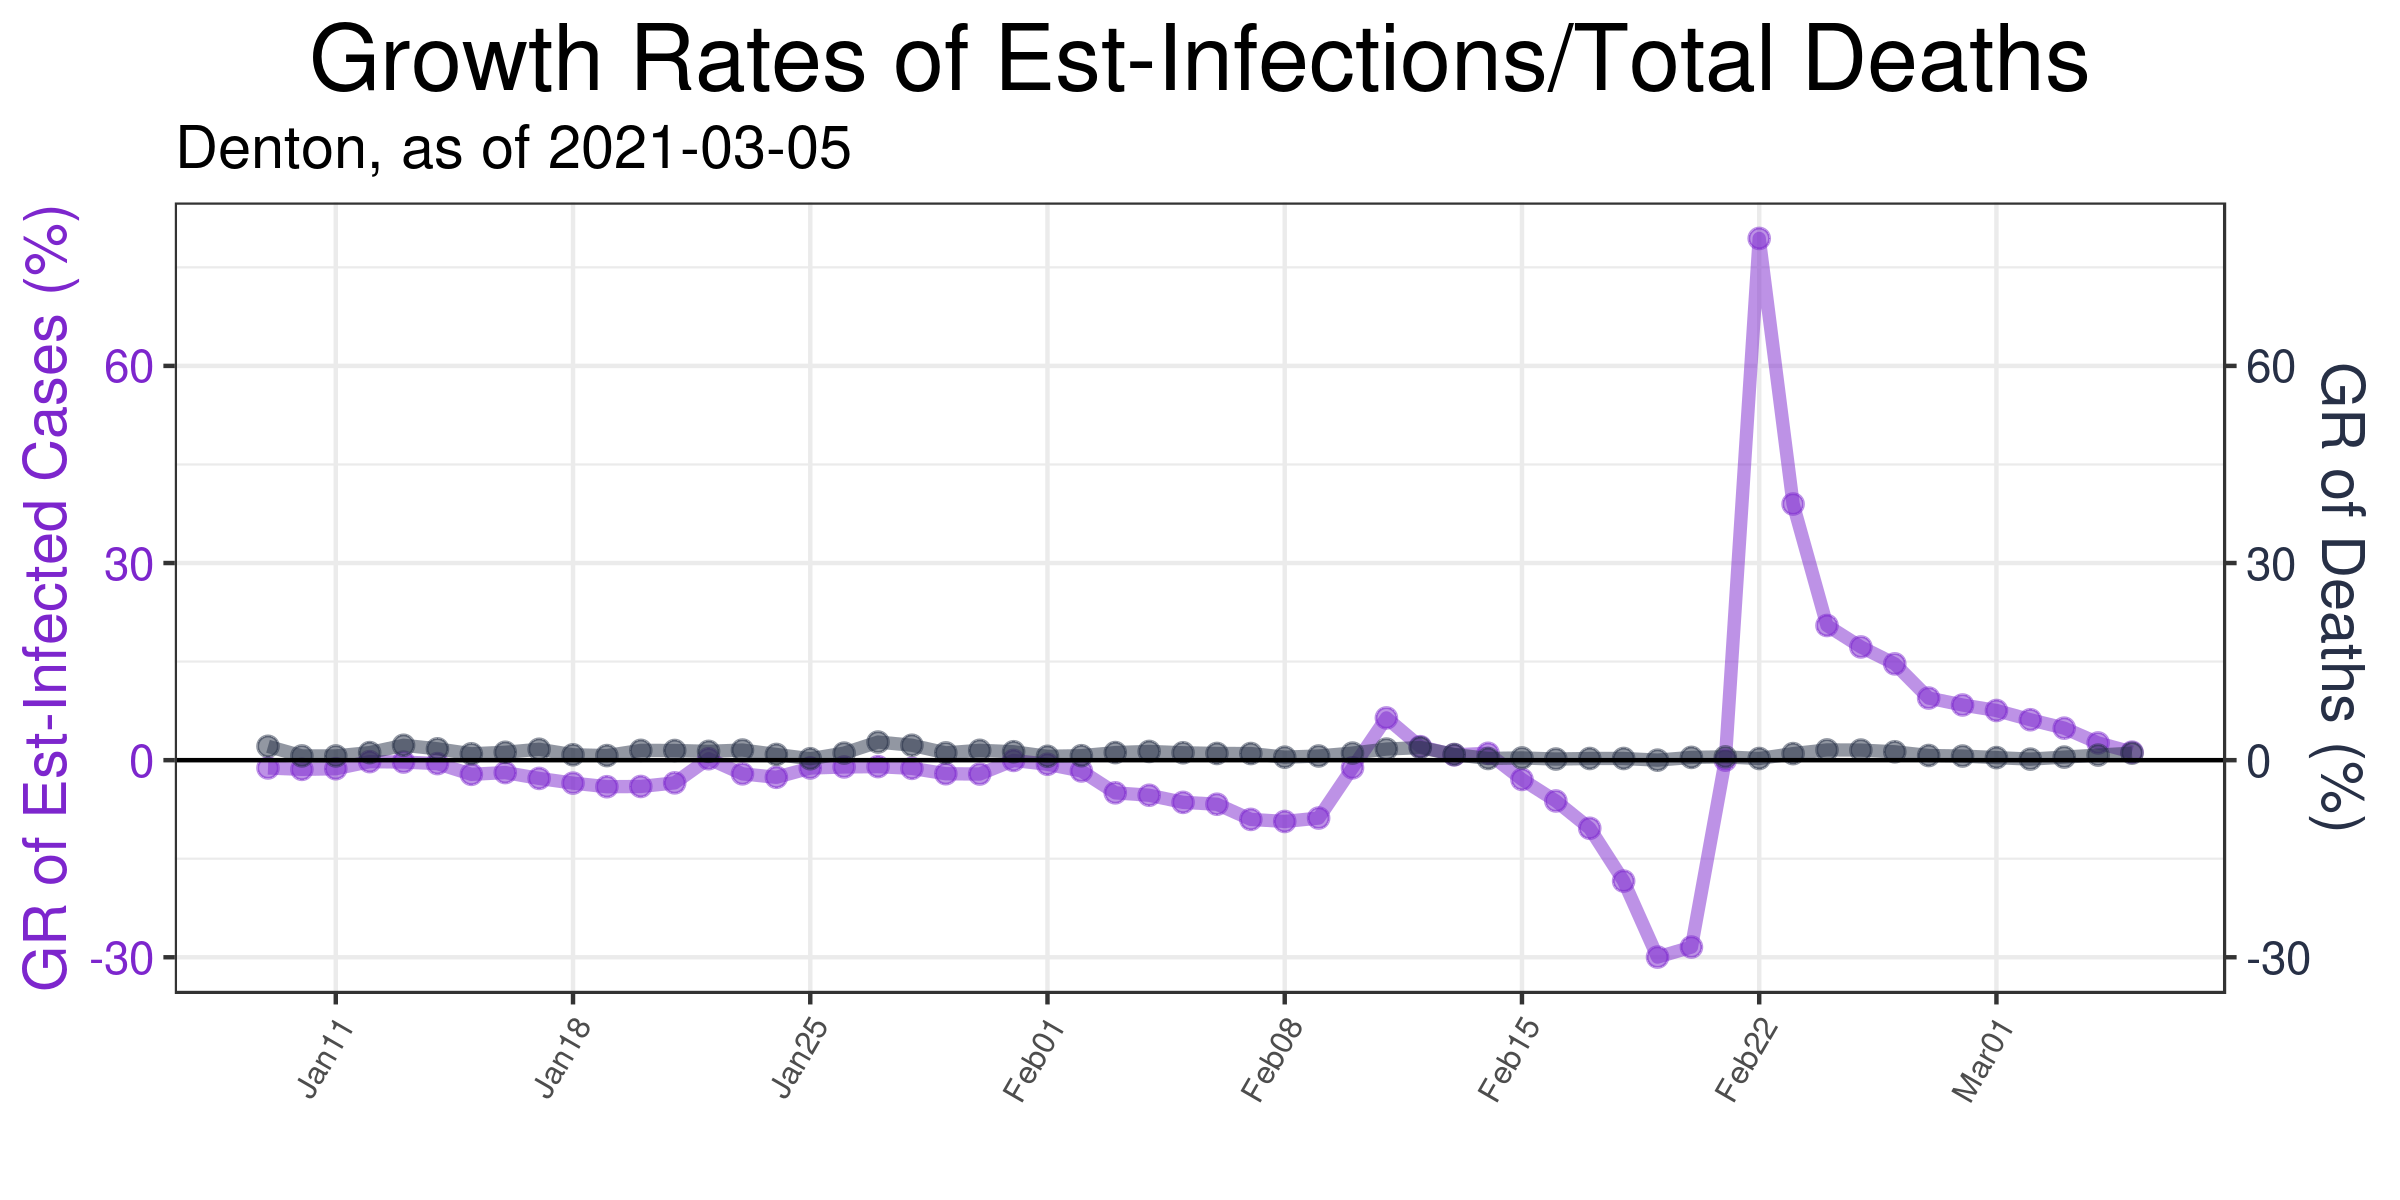 Growth Rates of Est-Infections/Total Deaths
Denton, as of 2021-03-05
GR of Est-Infected Cases (%)
60
30
0
-30
60
30
0
-30
GR of Deaths (%)
Jan11
Jan18
Jan25
Feb01
Feb08
Feb15
Feb22
Mar01